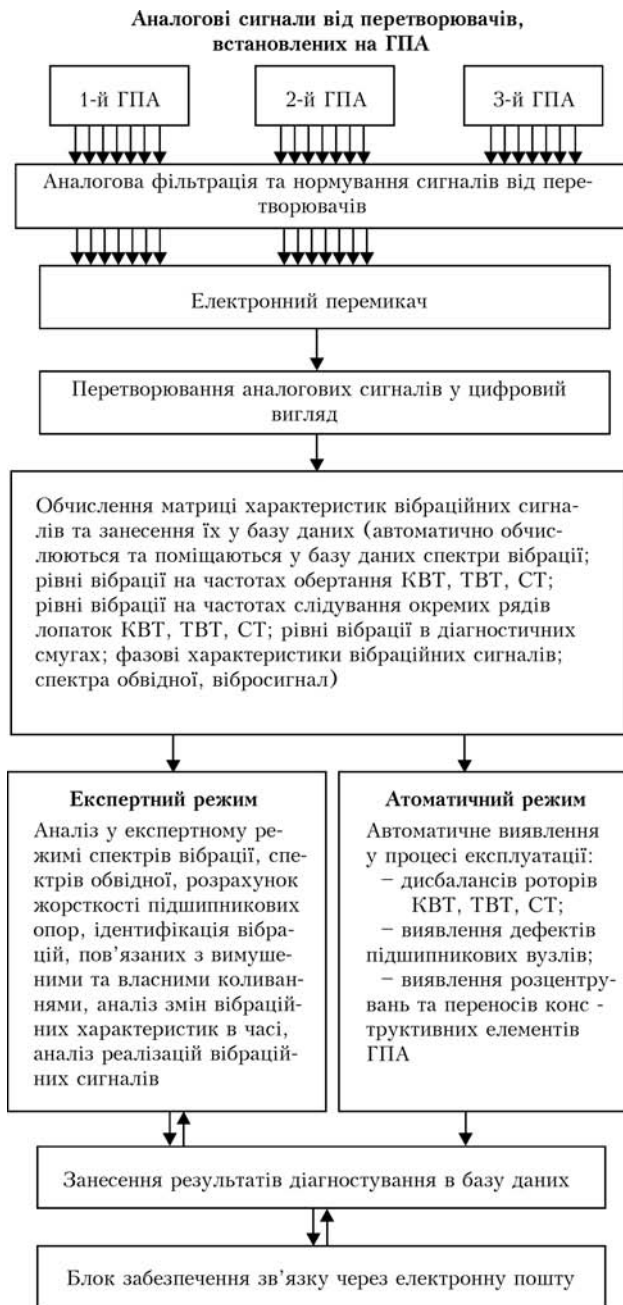 Аналогові сигнали від перетворювачів,
встановлених на ГПА
1-й ГПА
2-й ГПА
3-й ГПА
Аналогова фільтрація та нормування сигналів від пере-
творювачів
Електронний перемикач
Перетворювання аналогових сигналів у цифровий
вигляд
Обчислення матриці характеристик вібраційних сигна-
лів та занесення їх у базу даних (автоматично обчис-
люються та поміщаються у базу даних спектри вібрації;
рівні вібрації на частотах обертання КВТ, ТВТ, СТ;
рівні вібрації на частотах слідування окремих рядів
лопаток КВТ, ТВТ, СТ; рівні вібрації в діагностичних
смугах; фазові характеристики вібраційних сигналів;
спектра обвідної, вібросигнал)
Експертний режим
Аналіз у експертному ре-
жимі спектрів вібрації, спе-
ктрів обвідної, розрахунок
жорсткості підшипникових
опор, ідентифікація вібра-
цій, пов’язаних з вимуше-
ними та власними коливан-
нями, аналіз змін вібрацій-
них характеристик в часі,
аналіз реалізацій вібрацій-
них сигналів
Атоматичний режим
Автоматичне виявлення
у процесі експлуатації:
– дисбалансів роторів
КВТ, ТВТ, СТ;
– виявлення дефектів
підшипникових вузлів;
– виявлення розцентру-
вань та переносів конс -
труктивних елементів
ГПА
Занесення результатів діагностування в базу даних
Блок забезпечення зв’язку через електронну пошту